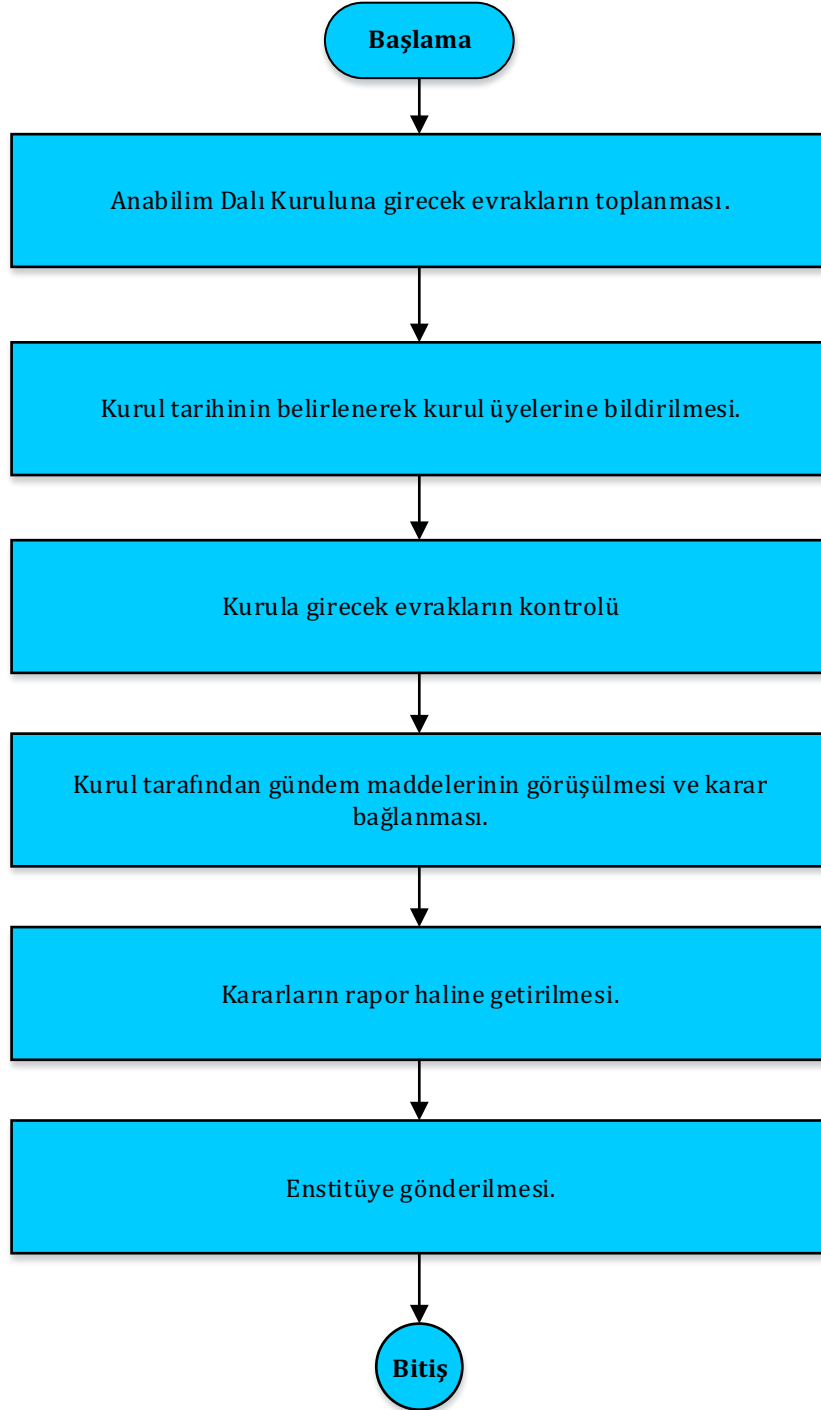 Başlama
Anabilim Dalı Kuruluna girecek evrakların toplanması.
Kurul tarihinin belirlenerek kurul üyelerine bildirilmesi.
Kurula girecek evrakların kontrolü
Kurul tarafından gündem maddelerinin görüşülmesi ve karar
bağlanması.
Kararların rapor haline getirilmesi.
Enstitüye gönderilmesi.
Bitiş